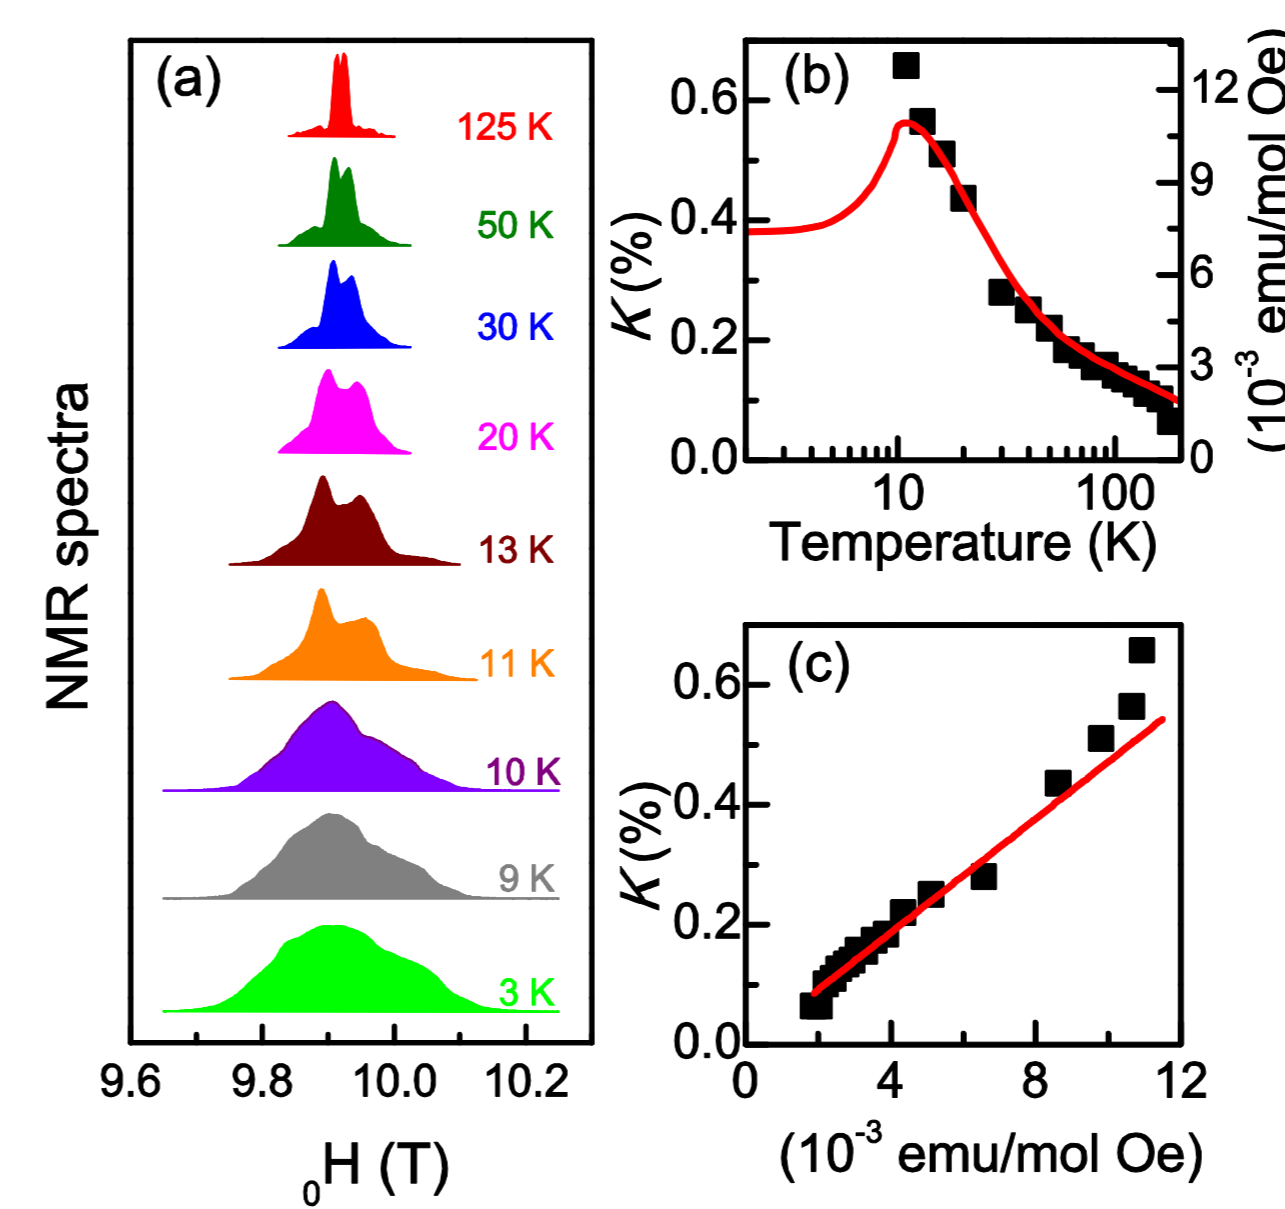 (a)
125 K
50 K
30 K
20 K
13 K
11 K
10 K
9 K
3 K
NMR spectra
9.6 9.8 10.0 10.2
₀H (T)
(b)
K (%)
0.6
0.4
0.2
0.0
12
9
6
3
0
(10⁻³ emu/mol Oe)
10 100
Temperature (K)
(c)
K (%)
0.6
0.4
0.2
0.0
0 4 8 12
(10⁻³ emu/mol Oe)